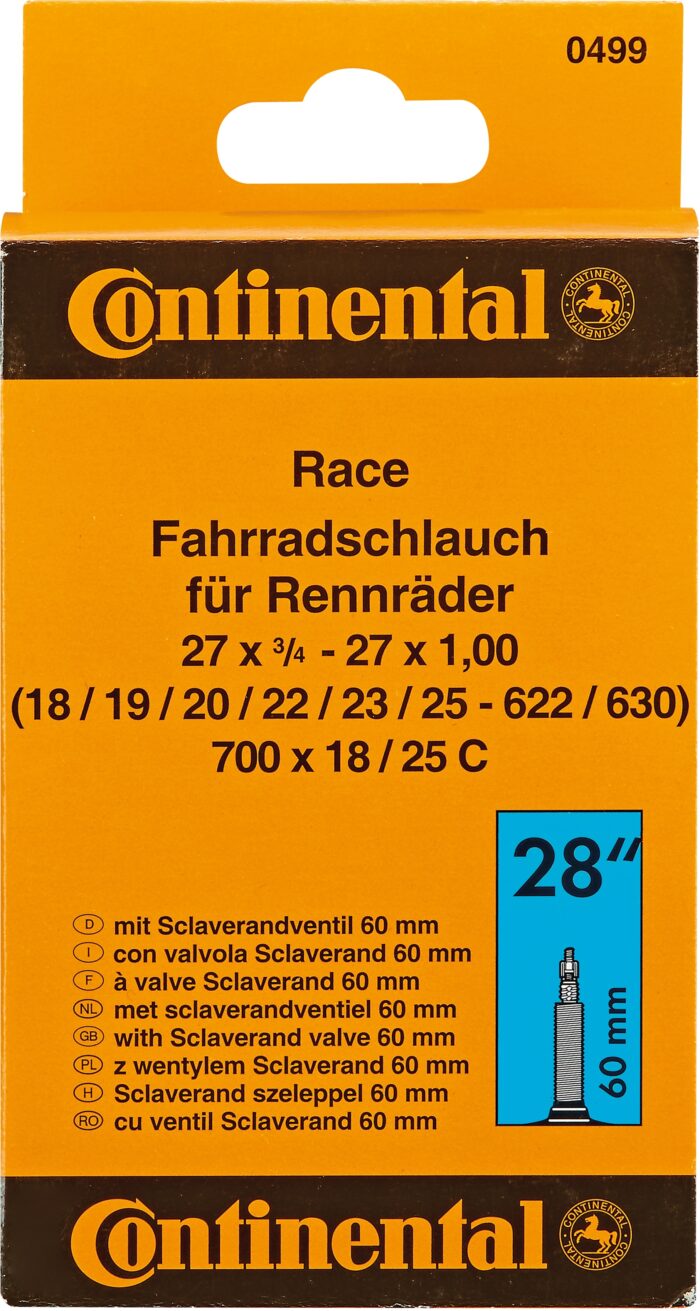 0499
Continental
CONTINENTAL
CONTINENTAL
Race
Fahrradschlauch
für Rennräder
27 x 3/4 - 27 x 1,00
(18 / 19 / 20 / 22 / 23 / 25 - 622 / 630)
700 x 18 / 25 C
28"
60 mm
D mit Sclaverandventil 60 mm
I con valvola Sclaverand 60 mm
F à valve Sclaverand 60 mm
NL met sclaverandventiel 60 mm
GB with Sclaverand valve 60 mm
PL z wentylem Sclaverand 60 mm
H Sclaverand szeleppel 60 mm
RO cu ventil Sclaverand 60 mm
Continental
CONTINENTAL
CONTINENTAL